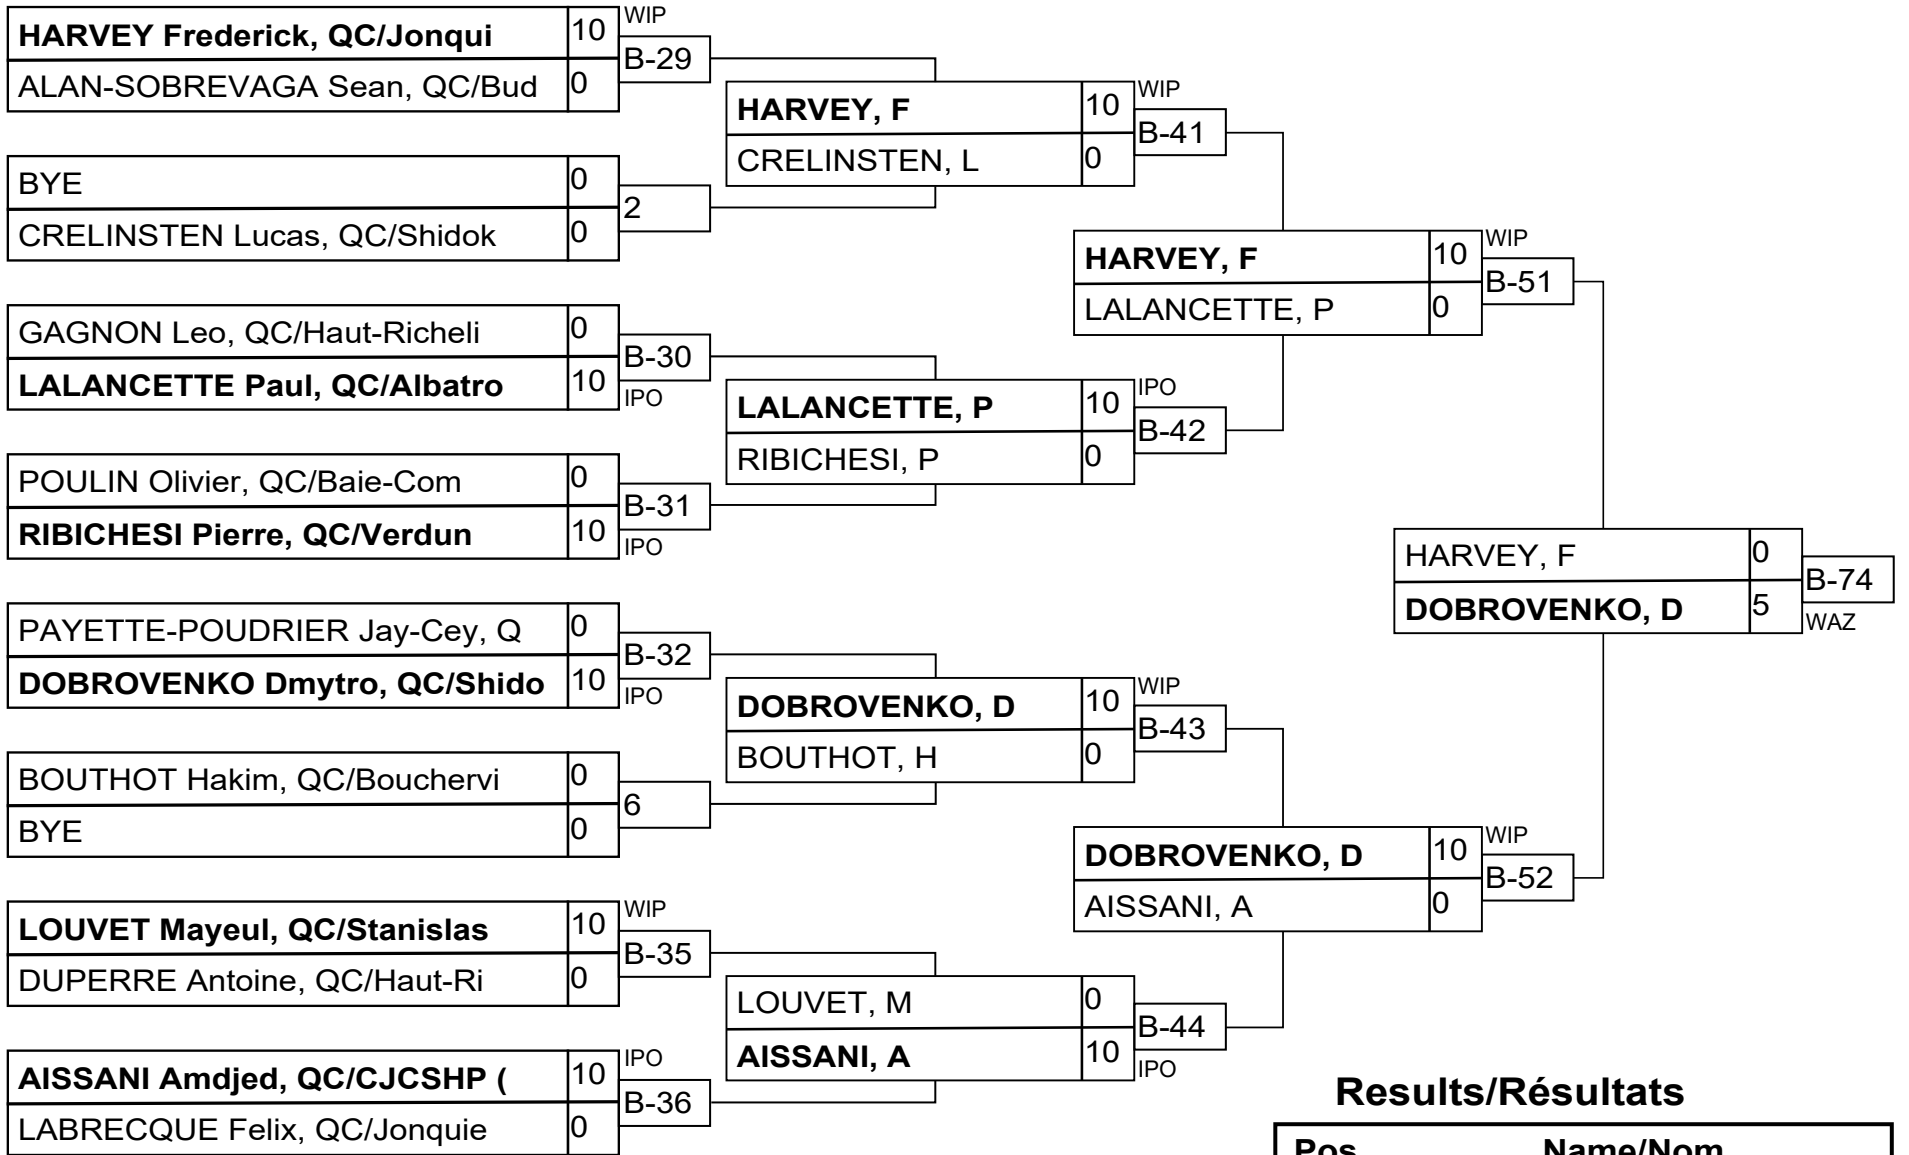 HARVEY Frederick, QC/Jonqui 10 WIP
ALAN-SOBREVAGA Sean, QC/Bud 0
B-29
BYE 0
CRELINSTEN Lucas, QC/Shidok 0
2
GAGNON Leo, QC/Haut-Richeli 0
LALANCETTE Paul, QC/Albatro 10
B-30
IPO
POULIN Olivier, QC/Baie-Com 0
RIBICHESI Pierre, QC/Verdun 10
B-31
IPO
PAYETTE-POUDRIER Jay-Cey, Q 0
DOBROVENKO Dmytro, QC/Shido 10
B-32
IPO
BOUTHOT Hakim, QC/Bouchervi 0
BYE 0
6
LOUVET Mayeul, QC/Stanislas 10 WIP
DUPERRE Antoine, QC/Haut-Ri 0
B-35
AISSANI Amdjed, QC/CJCSHP ( 10 IPO
LABRECQUE Felix, QC/Jonquie 0
B-36
HARVEY, F 10 WIP
CRELINSTEN, L 0
B-41
LALANCETTE, P 10 IPO
RIBICHESI, P 0
B-42
DOBROVENKO, D 10 WIP
BOUTHOT, H 0
B-43
LOUVET, M 0
AISSANI, A 10
B-44
IPO
HARVEY, F 10 WIP
LALANCETTE, P 0
B-51
DOBROVENKO, D 10 WIP
AISSANI, A 0
B-52
HARVEY, F 0
DOBROVENKO, D 5
B-74
WAZ
Results/Résultats
Pos Name/Nom